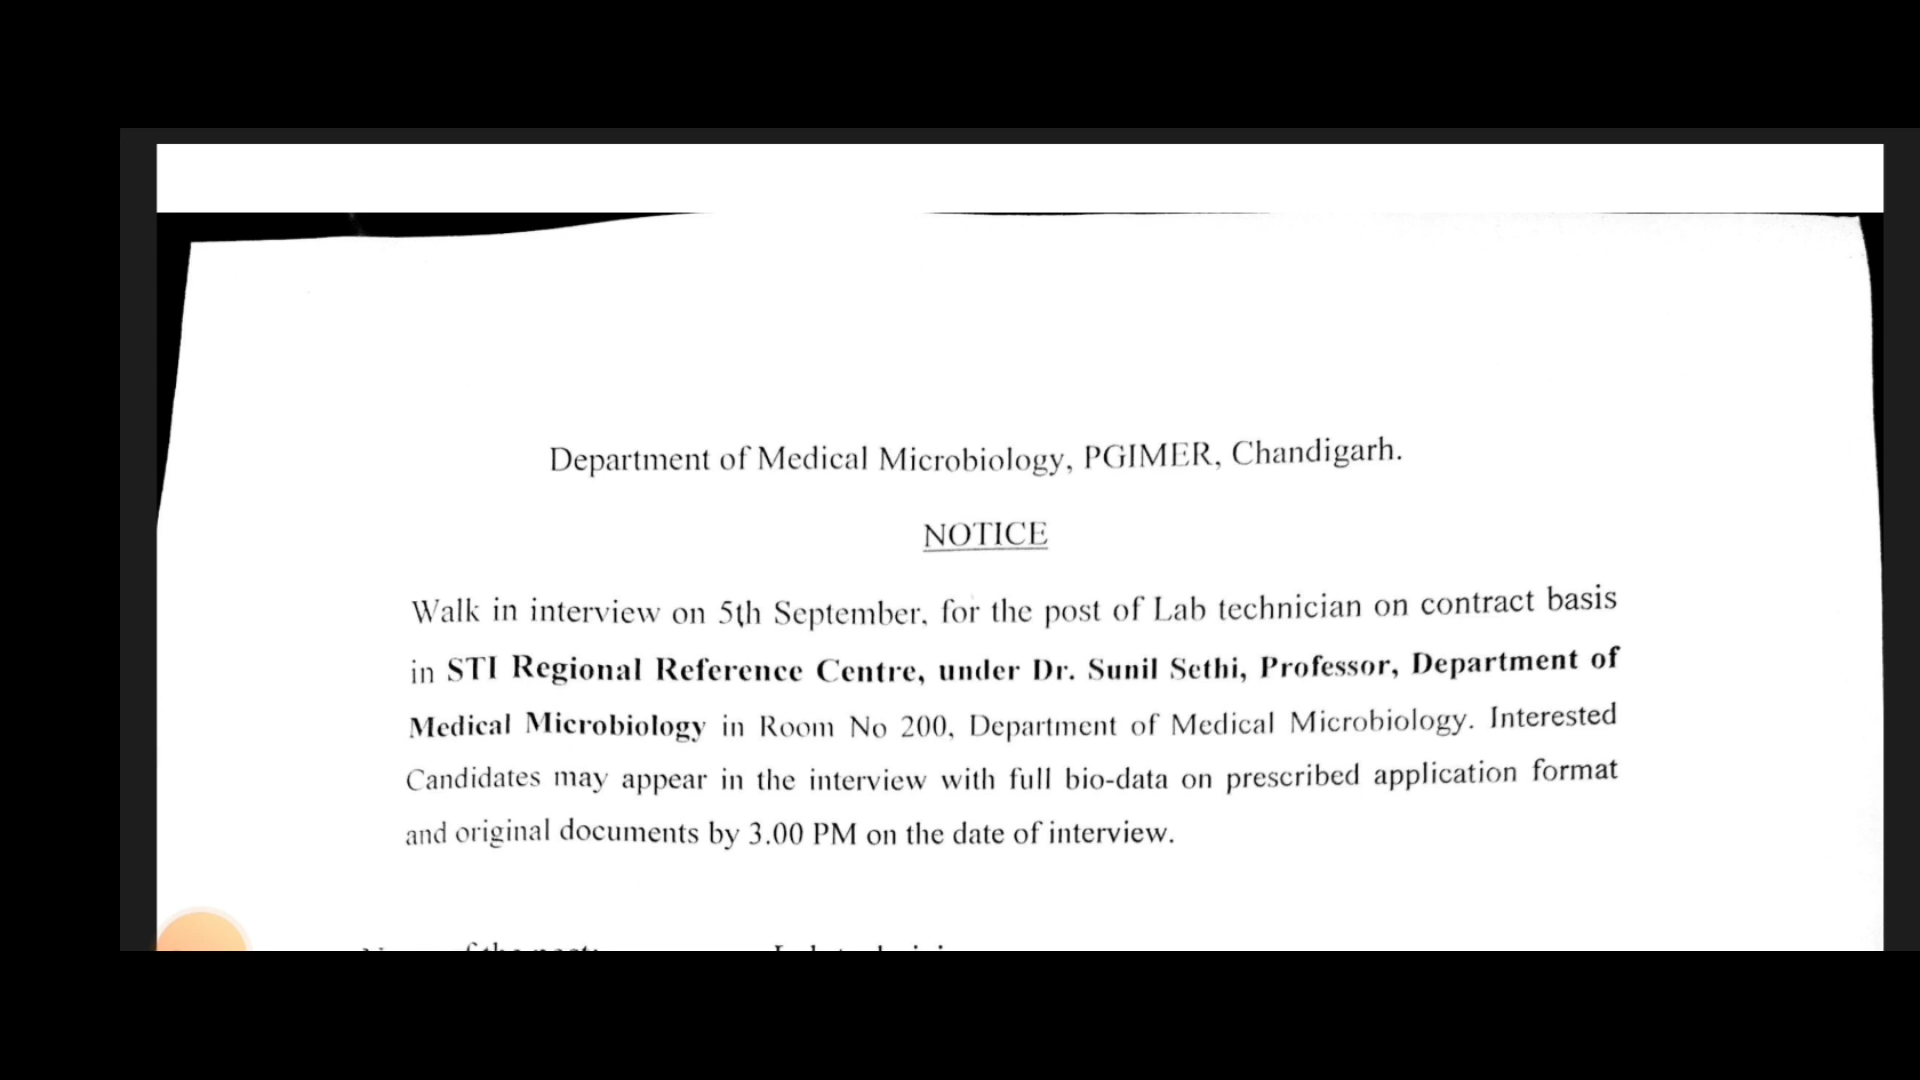 Department of Medical Microbiology, PGIMER, Chandigarh.
NOTICE
Walk in interview on 5th September, for the post of Lab technician on contract basis
in STI Regional Reference Centre, under Dr. Sunil Sethi, Professor, Department of
Medical Microbiology in Room No 200, Department of Medical Microbiology. Interested
Candidates may appear in the interview with full bio-data on prescribed application format
and original documents by 3.00 PM on the date of interview.